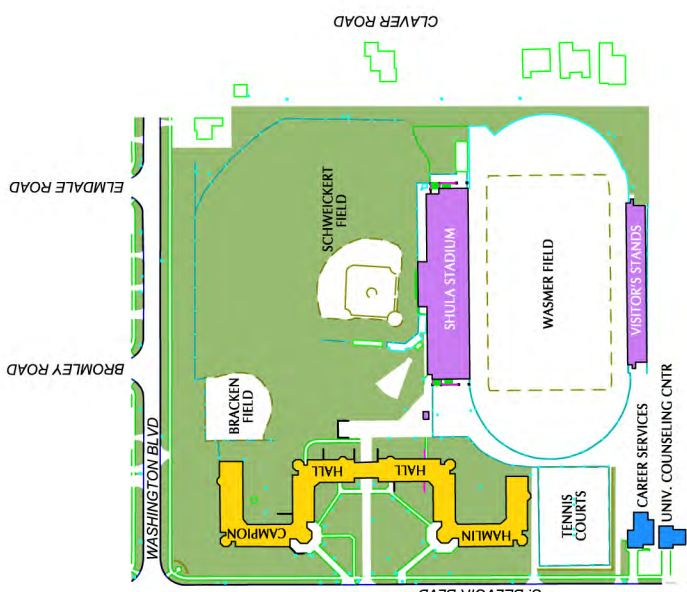 CLAVER ROAD
ELMDALE ROAD
SCHWEICKERT
FIELD
SHULA STADIUM
WASMER FIELD
VISITOR'S STANDS
BROMLEY ROAD
BRACKEN
FIELD
WASHINGTON BLVD
HALL
HALL
CAMPION
HAMLIN
TENNIS
COURTS
CAREER SERVICES
UNIV. COUNSELING CNTR
BLVD